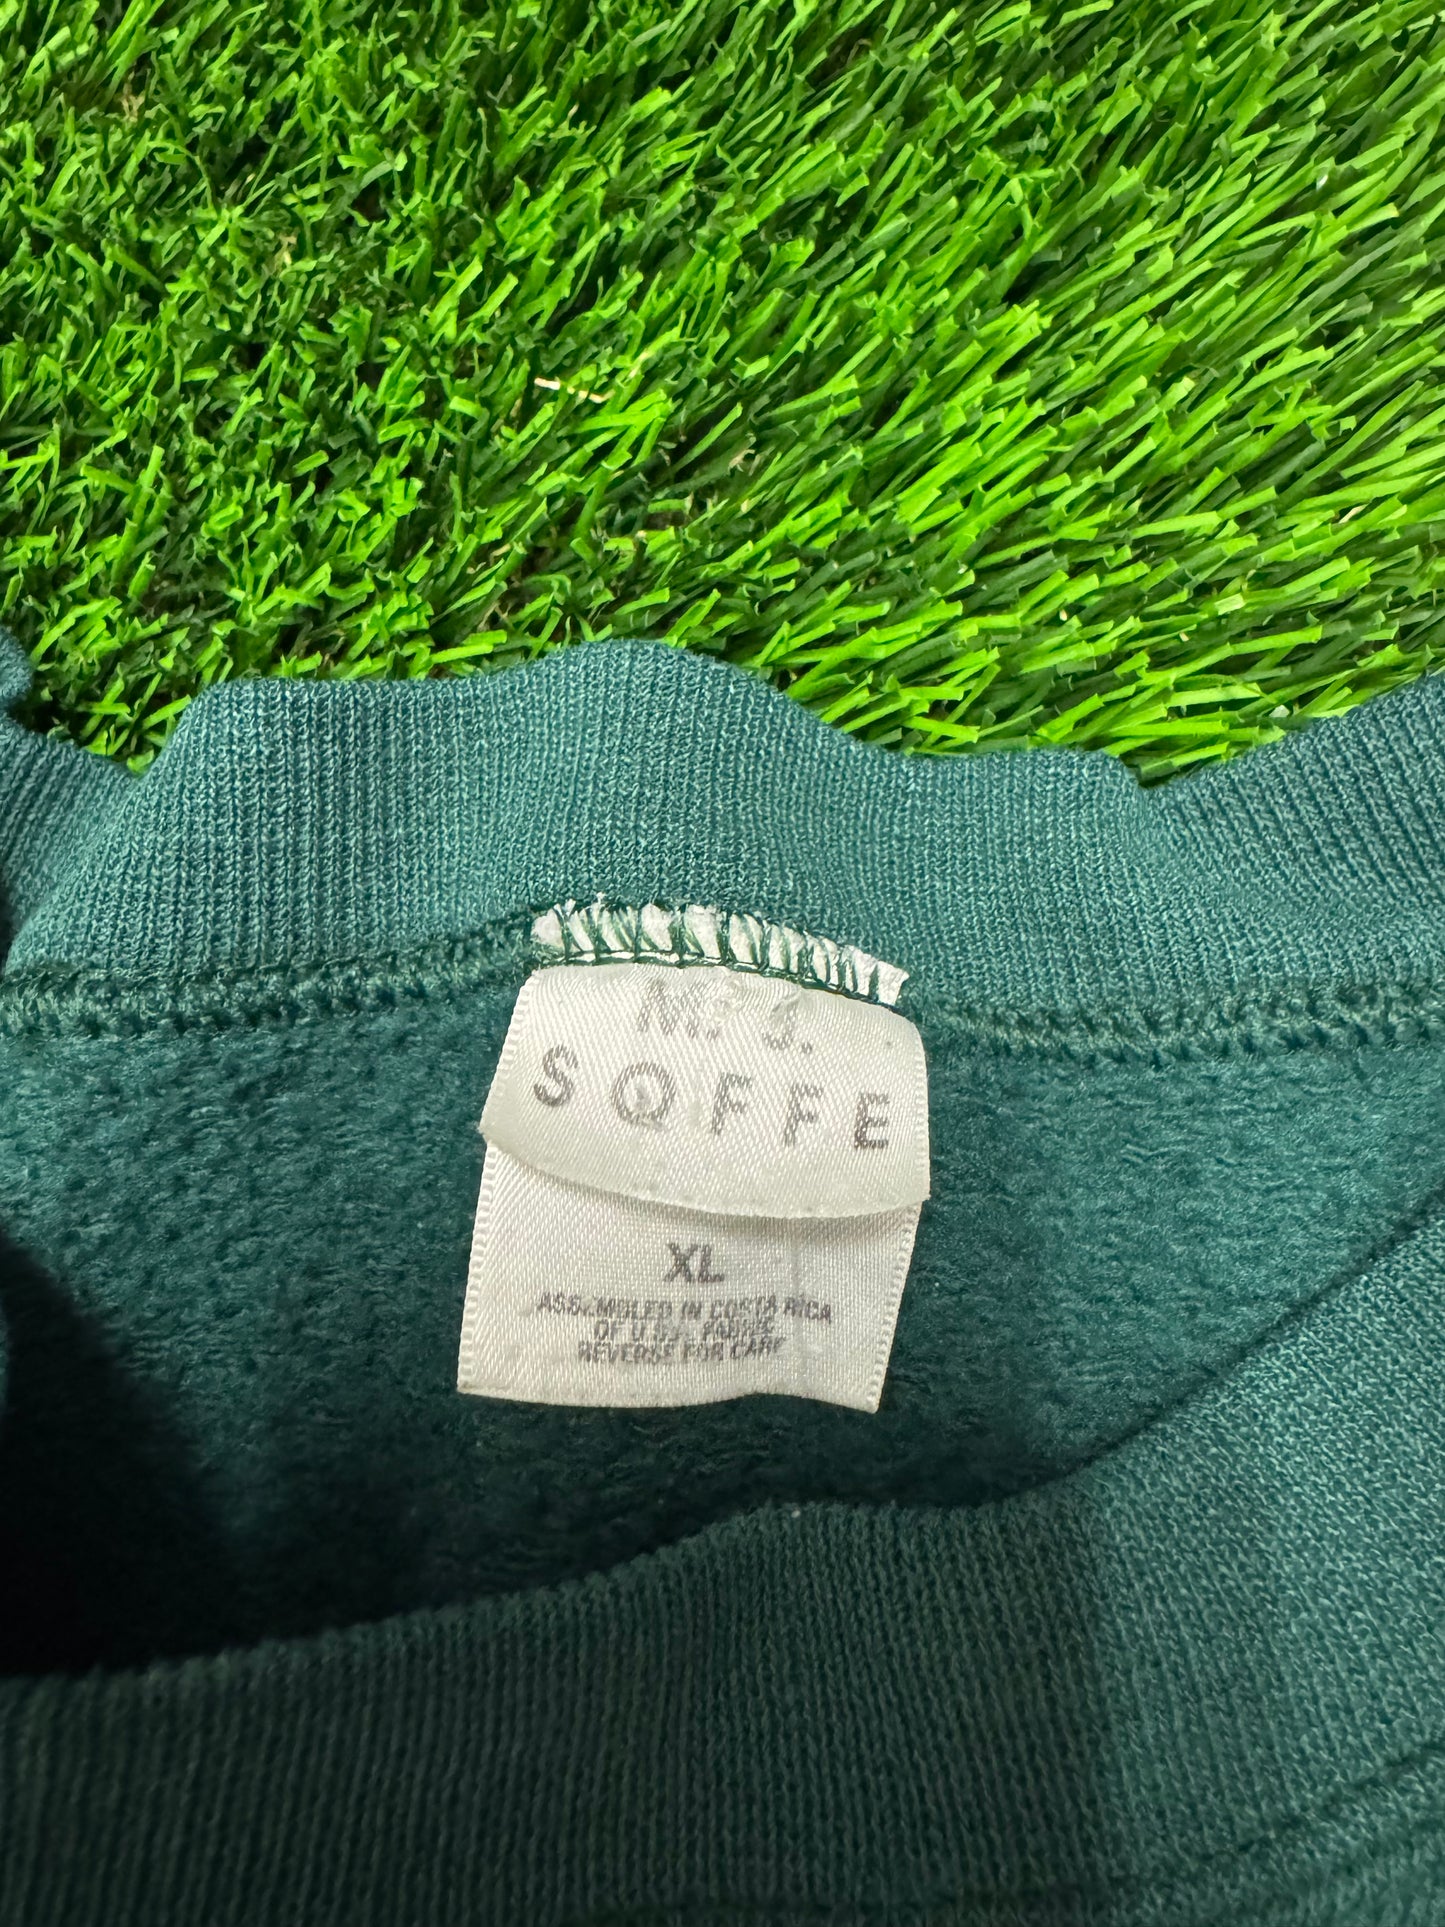 M. J.
SOFFE
XL
ASSEMBLED IN COSTA RICA
OF U.S.A. FABRIC
REVERSE FOR CARE